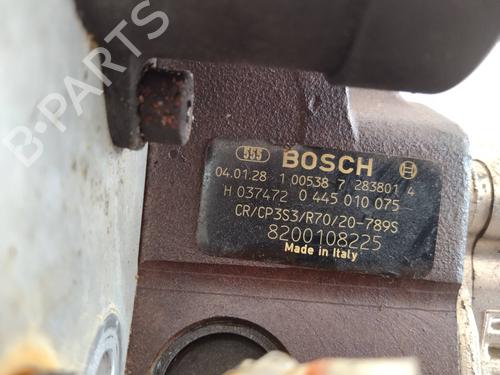 B-PARTS
555 BOSCH
04.01.28 1 00538 7 283801 4
H 037472 0 445 010 075
CR/CP3S3/R70/20-789S
8200108225
Made in Italy